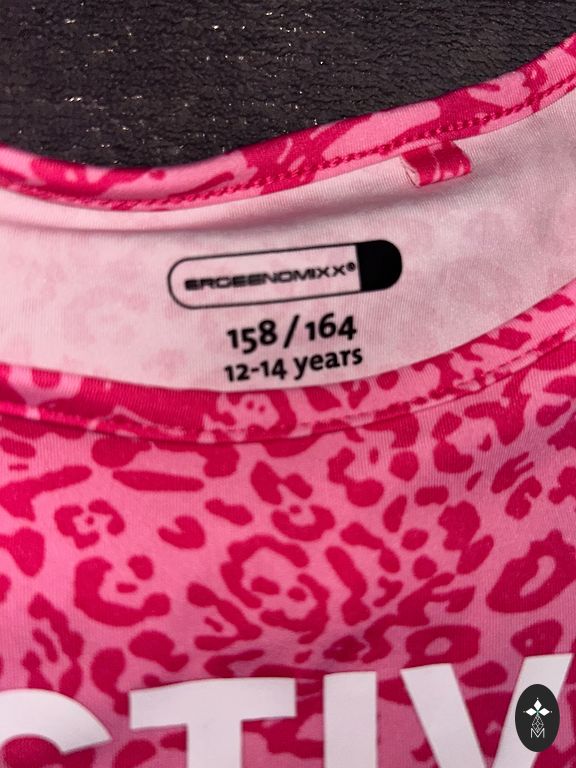 ERGEENOMIXX®
158 / 164
12-14 years
CTIV
M